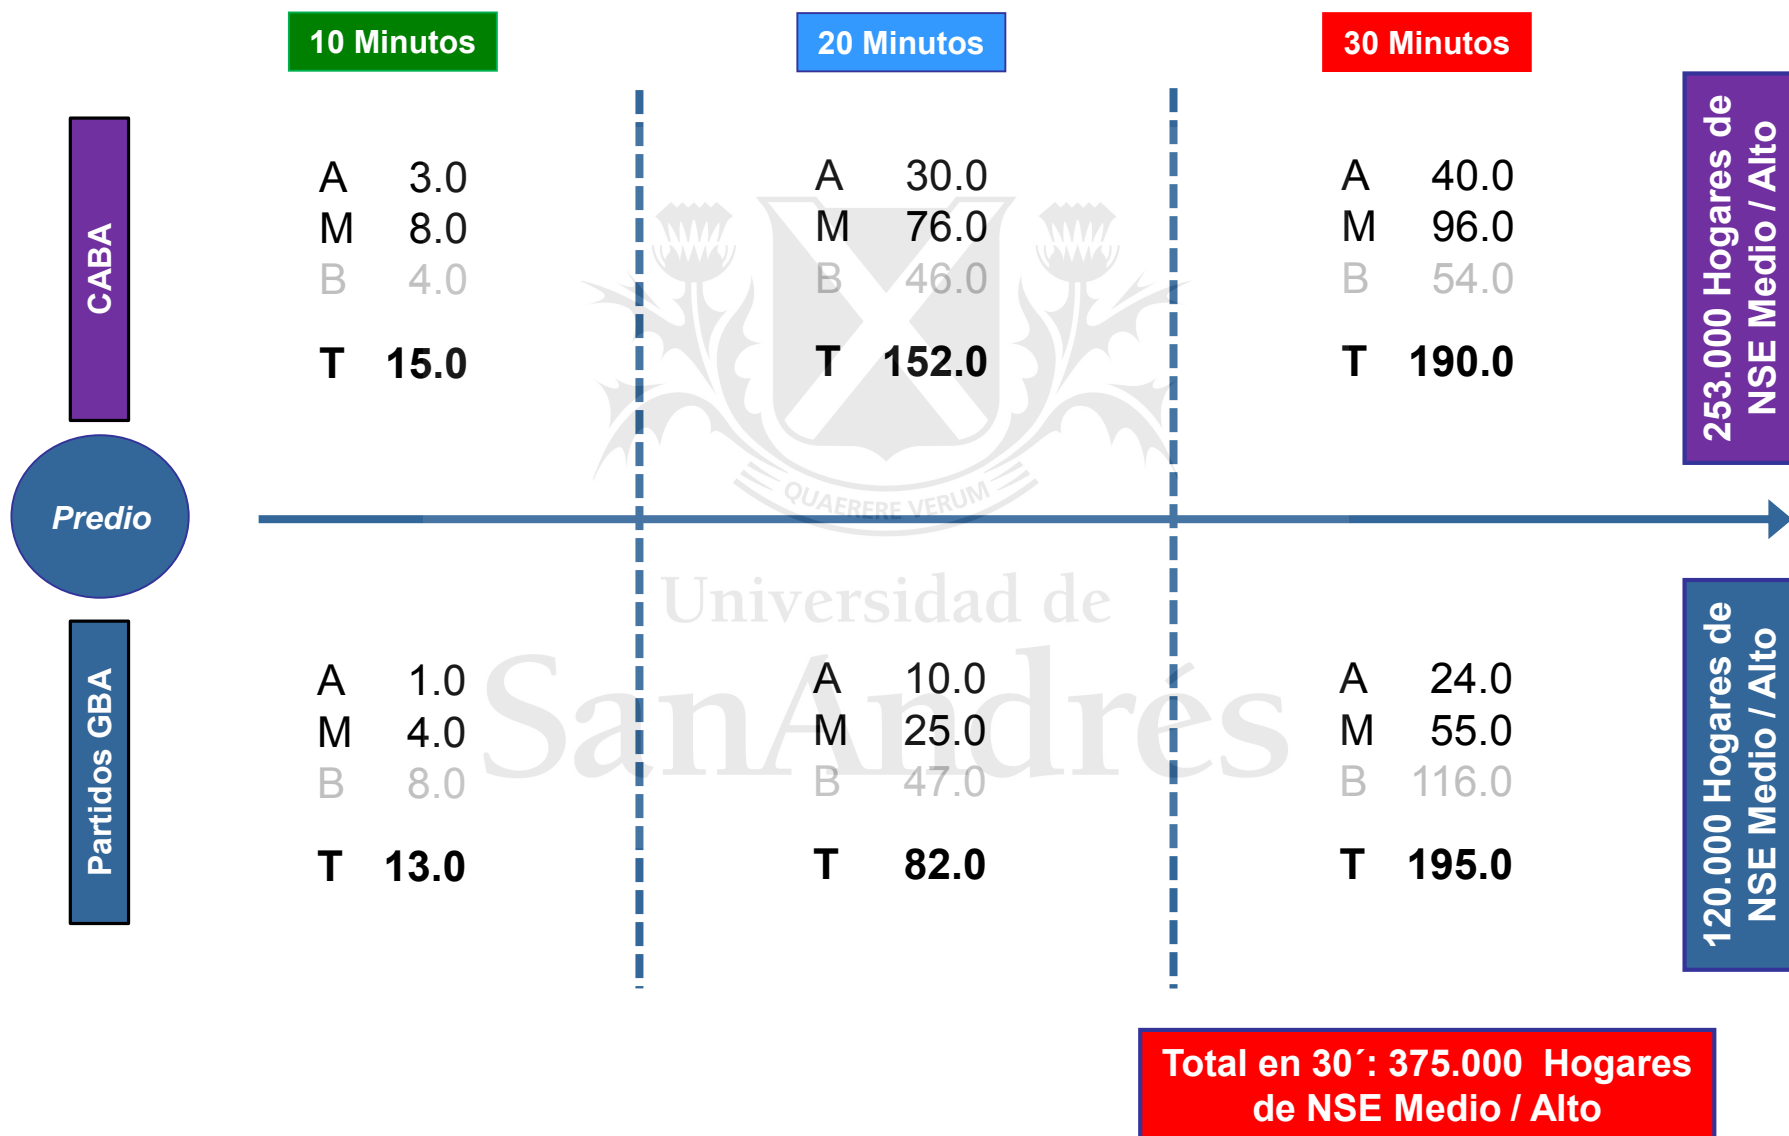 10 Minutos
20 Minutos
30 Minutos
CABA
A 3.0
M 8.0
B 4.0
T 15.0
A 30.0
M 76.0
B 46.0
T 152.0
A 40.0
M 96.0
B 54.0
T 190.0
253.000 Hogares de
NSE Medio / Alto
QUAERERE VERUM
Predio
Universidad de
SanAndrés
Partidos GBA
A 1.0
M 4.0
B 8.0
T 13.0
A 10.0
M 25.0
B 47.0
T 82.0
A 24.0
M 55.0
B 116.0
T 195.0
120.000 Hogares de
NSE Medio / Alto
Total en 30´: 375.000 Hogares
de NSE Medio / Alto